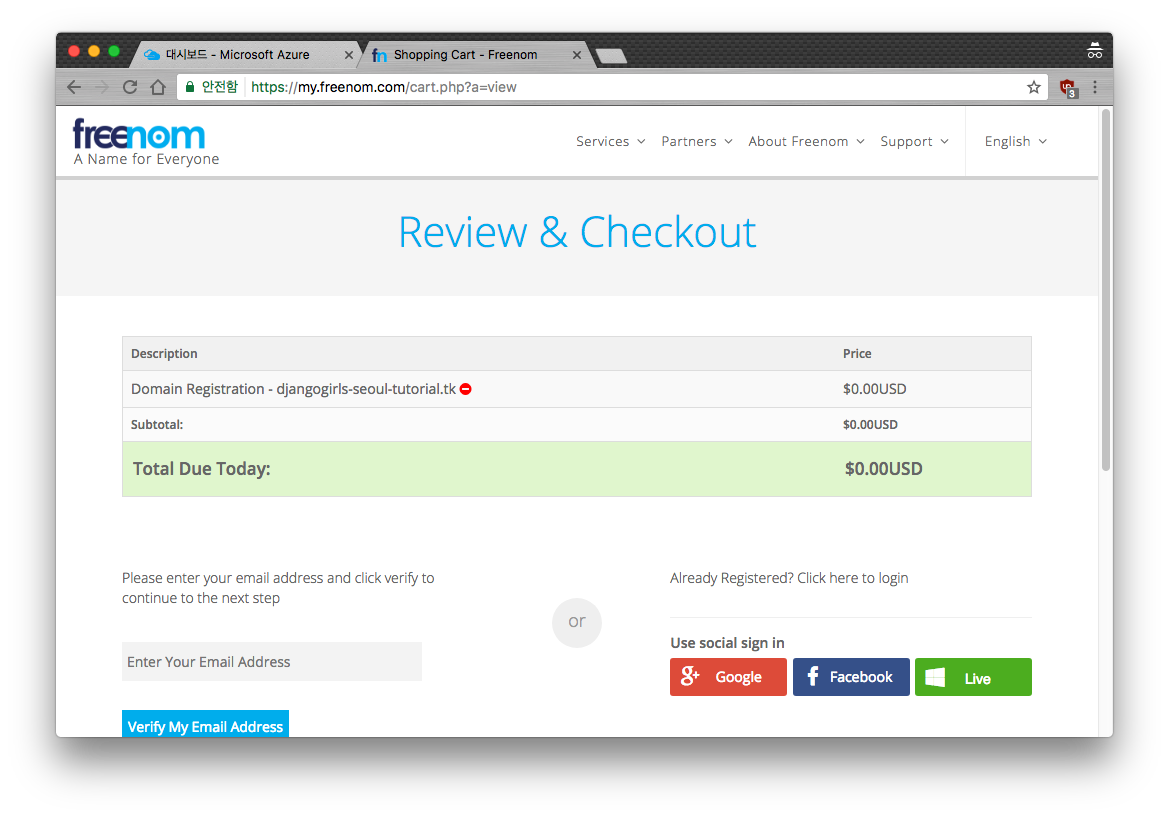 대시보드 - Microsoft Azure
Shopping Cart - Freenom
안전함 https://my.freenom.com/cart.php?a=view
3
freenom
A Name for Everyone
Services Partners About Freenom Support English
Review & Checkout
Description Price
Domain Registration - djangogirls-seoul-tutorial.tk $0.00USD
Subtotal: $0.00USD
Total Due Today: $0.00USD
Please enter your email address and click verify to
continue to the next step
Enter Your Email Address
Verify My Email Address
or
Already Registered? Click here to login
Use social sign in
g+ Google
f Facebook
Live